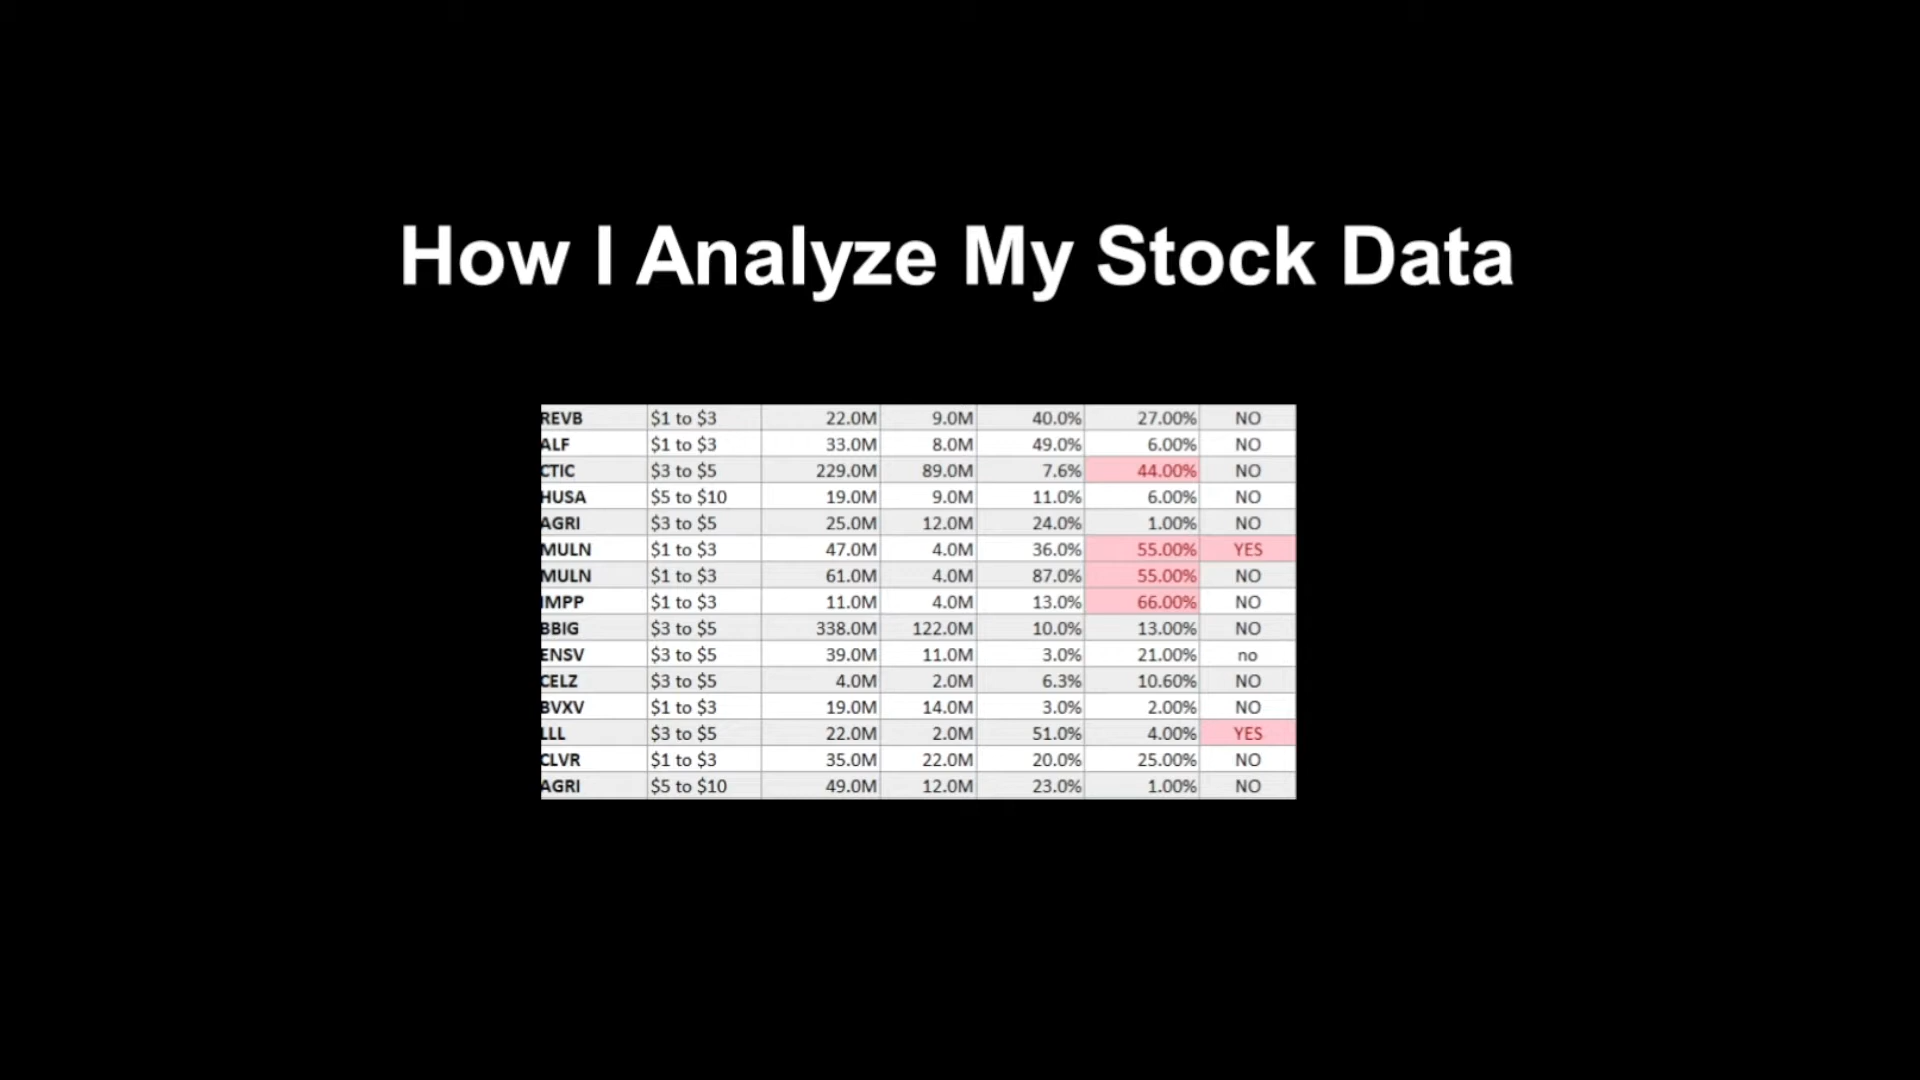 How I Analyze My Stock Data
REVB $1 to $3 22.0M 9.0M 40.0% 27.00% NO
ALF $1 to $3 33.0M 8.0M 49.0% 6.00% NO
CTIC $3 to $5 229.0M 89.0M 7.6% 44.00% NO
HUSA $5 to $10 19.0M 9.0M 11.0% 6.00% NO
AGRI $3 to $5 25.0M 12.0M 24.0% 1.00% NO
MULN $1 to $3 47.0M 4.0M 36.0% 55.00% YES
MULN $1 to $3 61.0M 4.0M 87.0% 55.00% NO
IMPP $1 to $3 11.0M 4.0M 13.0% 66.00% NO
BBIG $3 to $5 338.0M 122.0M 10.0% 13.00% NO
ENSV $3 to $5 39.0M 11.0M 3.0% 21.00% no
CELZ $3 to $5 4.0M 2.0M 6.3% 10.60% NO
BVXV $1 to $3 19.0M 14.0M 3.0% 2.00% NO
LLL $3 to $5 22.0M 2.0M 51.0% 4.00% YES
CLVR $1 to $3 35.0M 22.0M 20.0% 25.00% NO
AGRI $5 to $10 49.0M 12.0M 23.0% 1.00% NO